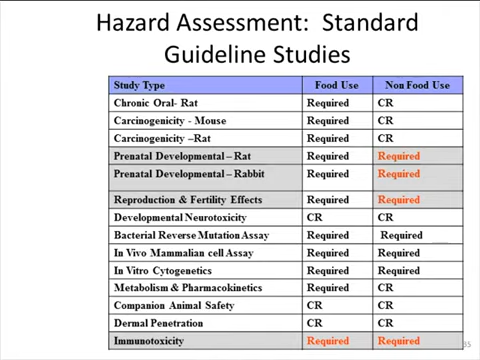 Hazard Assessment:  Standard
Guideline Studies
Study Type Food Use Non Food Use
Chronic Oral- Rat Required CR
Carcinogenicity - Mouse Required CR
Carcinogenicity –Rat Required CR
Prenatal Developmental – Rat Required Required
Prenatal Developmental – Rabbit Required Required
Reproduction & Fertility Effects Required Required
Developmental Neurotoxicity CR CR
Bacterial Reverse Mutation Assay Required Required
In Vivo Mammalian cell Assay Required Required
In Vitro Cytogenetics Required Required
Metabolism & Pharmacokinetics Required CR
Companion Animal Safety CR CR
Dermal Penetration CR CR
Immunotoxicity Required Required
35